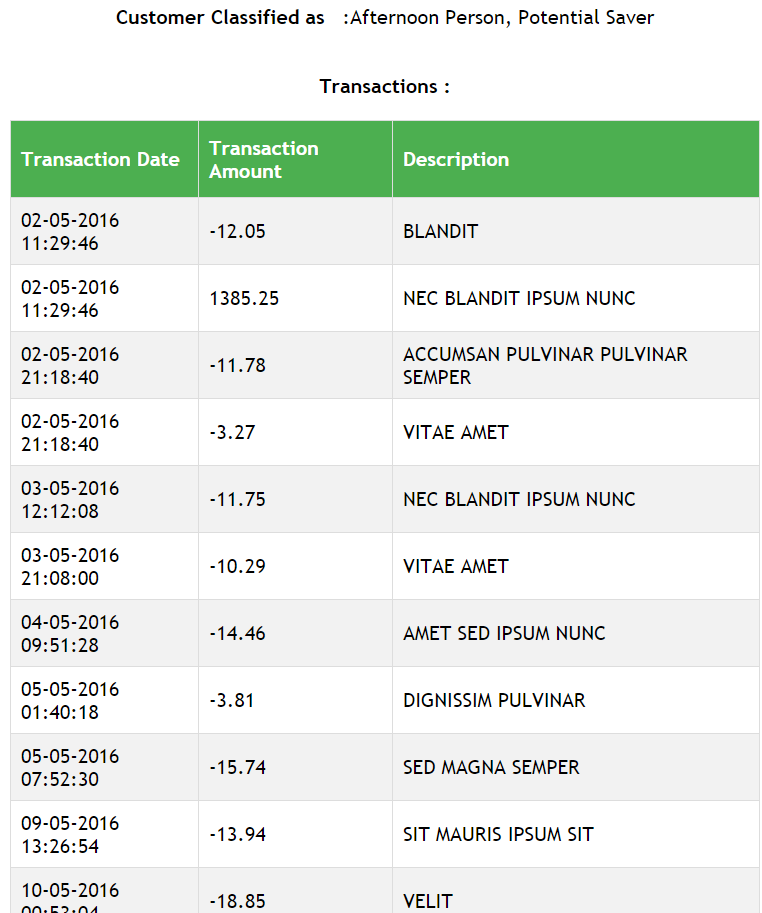 Customer Classified as :Afternoon Person, Potential Saver
Transactions :
Transaction Date
Transaction
Amount
Description
02-05-2016
11:29:46
-12.05
BLANDIT
02-05-2016
11:29:46
1385.25
NEC BLANDIT IPSUM NUNC
02-05-2016
21:18:40
-11.78
ACCUMSAN PULVINAR PULVINAR
SEMPER
02-05-2016
21:18:40
-3.27
VITAE AMET
03-05-2016
12:12:08
-11.75
NEC BLANDIT IPSUM NUNC
03-05-2016
21:08:00
-10.29
VITAE AMET
04-05-2016
09:51:28
-14.46
AMET SED IPSUM NUNC
05-05-2016
01:40:18
-3.81
DIGNISSIM PULVINAR
05-05-2016
07:52:30
-15.74
SED MAGNA SEMPER
09-05-2016
13:26:54
-13.94
SIT MAURIS IPSUM SIT
10-05-2016
-18.85
VELIT